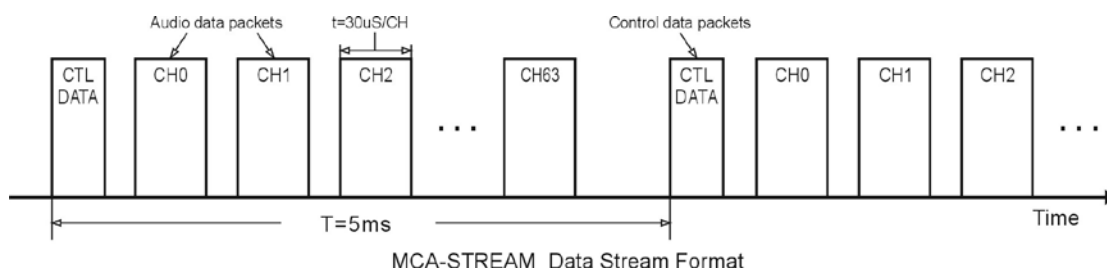 Audio data packets
t=30uS/CH
Control data packets
CTL
DATA
CH0
CH1
CH2
CH63
CTL
DATA
CH0
CH1
CH2
. . .
. . .
T=5ms
Time
MCA-STREAM Data Stream Format